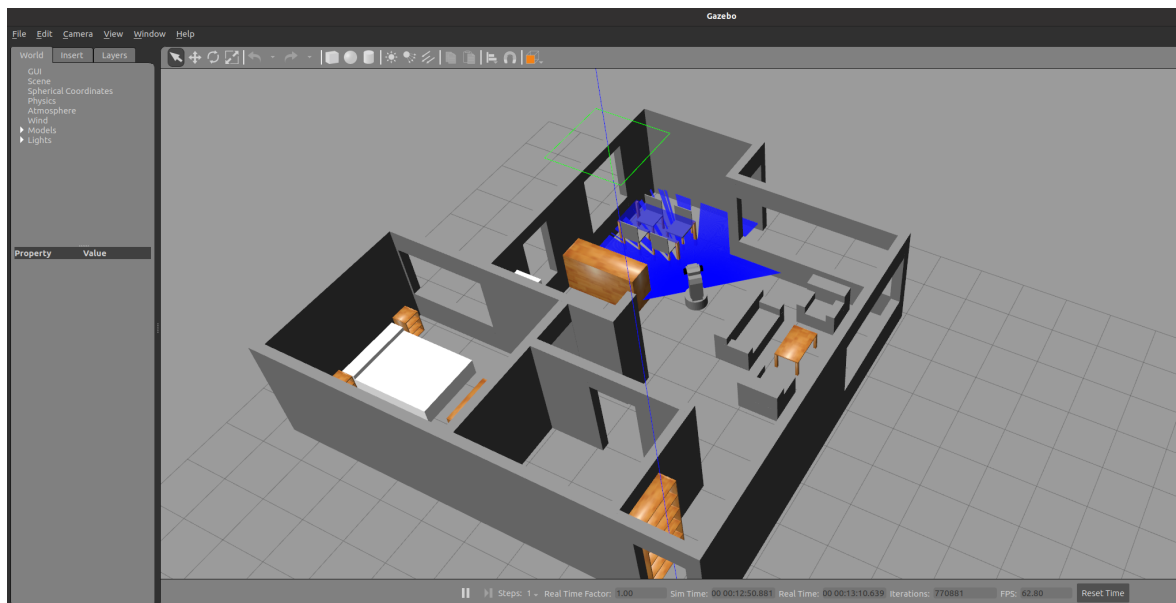 Gazebo
File Edit Camera View Window Help
World Insert Layers
GUI
Scene
Spherical Coordinates
Physics
Atmosphere
Wind
Models
Lights
Property Value
Steps: 1 Real Time Factor: 1.00 Sim Time: 00 00:12:50.881 Real Time: 00 00:13:10.639 Iterations: 770881 FPS: 62.80 Reset Time